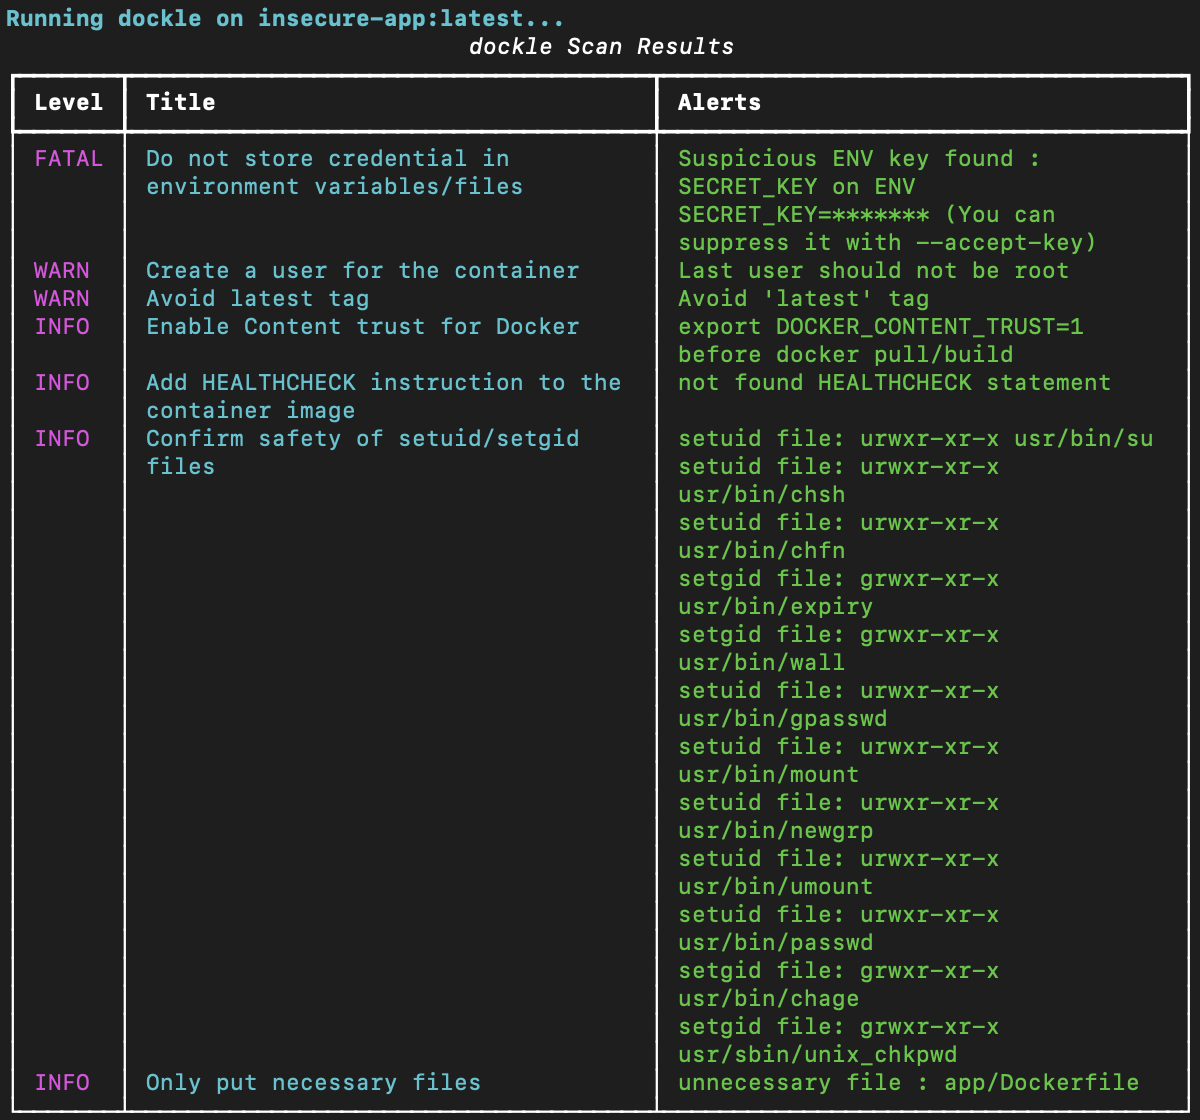 Running dockle on insecure-app:latest...
dockle Scan Results
Level Title Alerts
FATAL Do not store credential in Suspicious ENV key found :
environment variables/files SECRET_KEY on ENV
SECRET_KEY=******* (You can
suppress it with --accept-key)
WARN Create a user for the container Last user should not be root
WARN Avoid latest tag Avoid 'latest' tag
INFO Enable Content trust for Docker export DOCKER_CONTENT_TRUST=1
before docker pull/build
INFO Add HEALTHCHECK instruction to the not found HEALTHCHECK statement
container image
INFO Confirm safety of setuid/setgid setuid file: urwxr-xr-x usr/bin/su
files setuid file: urwxr-xr-x
usr/bin/chsh
setuid file: urwxr-xr-x
usr/bin/chfn
setgid file: grwxr-xr-x
usr/bin/expiry
setgid file: grwxr-xr-x
usr/bin/wall
setuid file: urwxr-xr-x
usr/bin/gpasswd
setuid file: urwxr-xr-x
usr/bin/mount
setuid file: urwxr-xr-x
usr/bin/newgrp
setuid file: urwxr-xr-x
usr/bin/umount
setuid file: urwxr-xr-x
usr/bin/passwd
setgid file: grwxr-xr-x
usr/bin/chage
setgid file: grwxr-xr-x
usr/sbin/unix_chkpwd
INFO Only put necessary files unnecessary file : app/Dockerfile